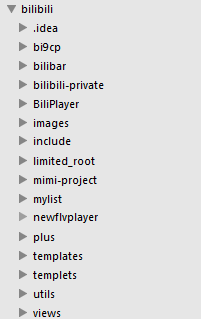 bilibili
.idea
bi9cp
bilibar
bilibili-private
BiliPlayer
images
include
limited_root
mimi-project
mylist
newflvplayer
plus
templates
templets
utils
views